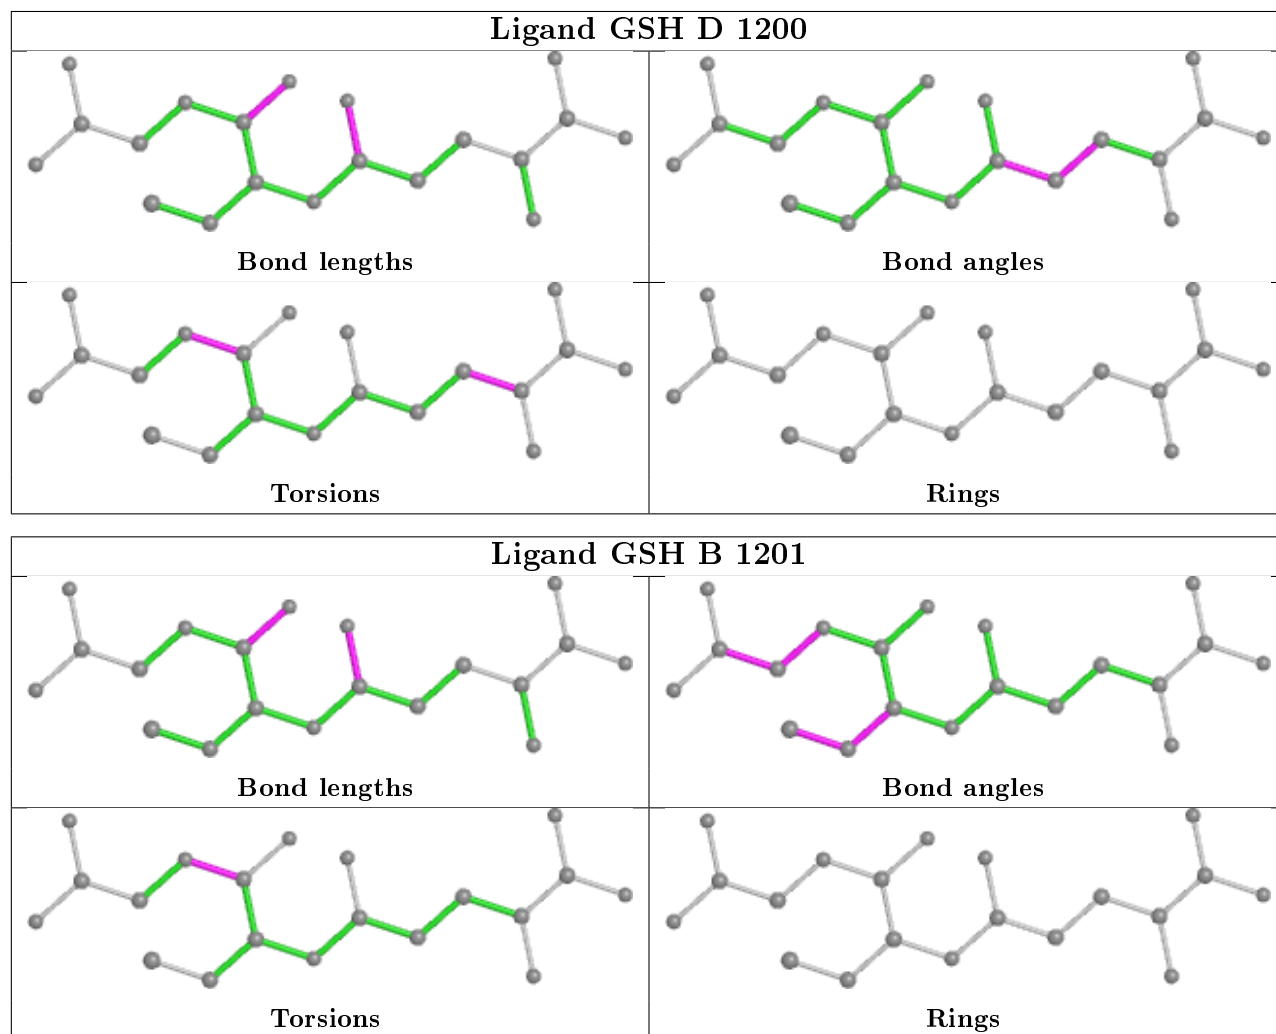 Ligand GSH D 1200
Bond lengths
Bond angles
Torsions
Rings
Ligand GSH B 1201
Bond lengths
Bond angles
Torsions
Rings